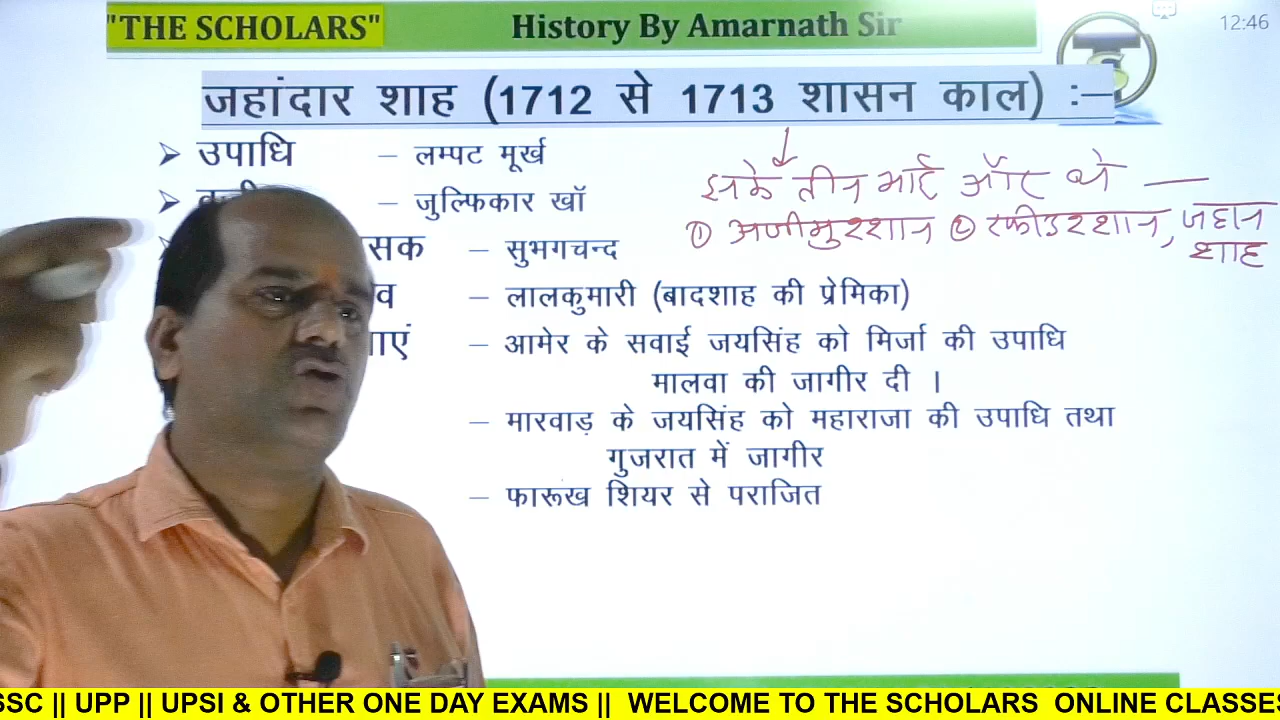 "THE SCHOLARS" History By Amarnath Sir
12:46
जहांदार शाह (1712 से 1713 शासन काल) :–
➢ उपाधि – लम्पट मूर्ख
इनके तीन भाई और थे —
➢ – जुल्फिकार खॉ
① अजीमुश्शान ② रफीउश्शान, जहान
शाह
– सुभगचन्द
– लालकुमारी (बादशाह की प्रेमिका)
– आमेर के सवाई जयसिंह को मिर्जा की उपाधि
मालवा की जागीर दी ।
– मारवाड़ के जयसिंह को महाराजा की उपाधि तथा
गुजरात में जागीर
– फारूख शियर से पराजित
SSC || UPP || UPSI & OTHER ONE DAY EXAMS || WELCOME TO THE SCHOLARS ONLINE CLASSES